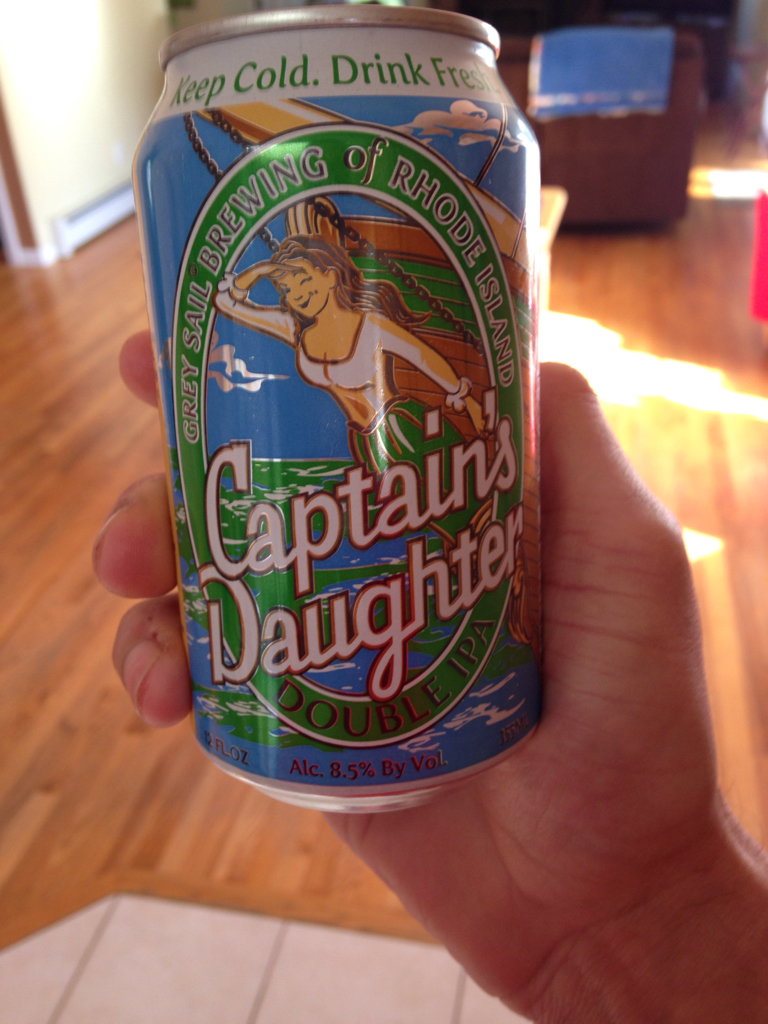 Keep Cold. Drink Fresh
GREY SAIL® BREWING of RHODE ISLAND
Captain's
Daughter
DOUBLE IPA
FL.OZ
Alc. 8.5% By Vol.